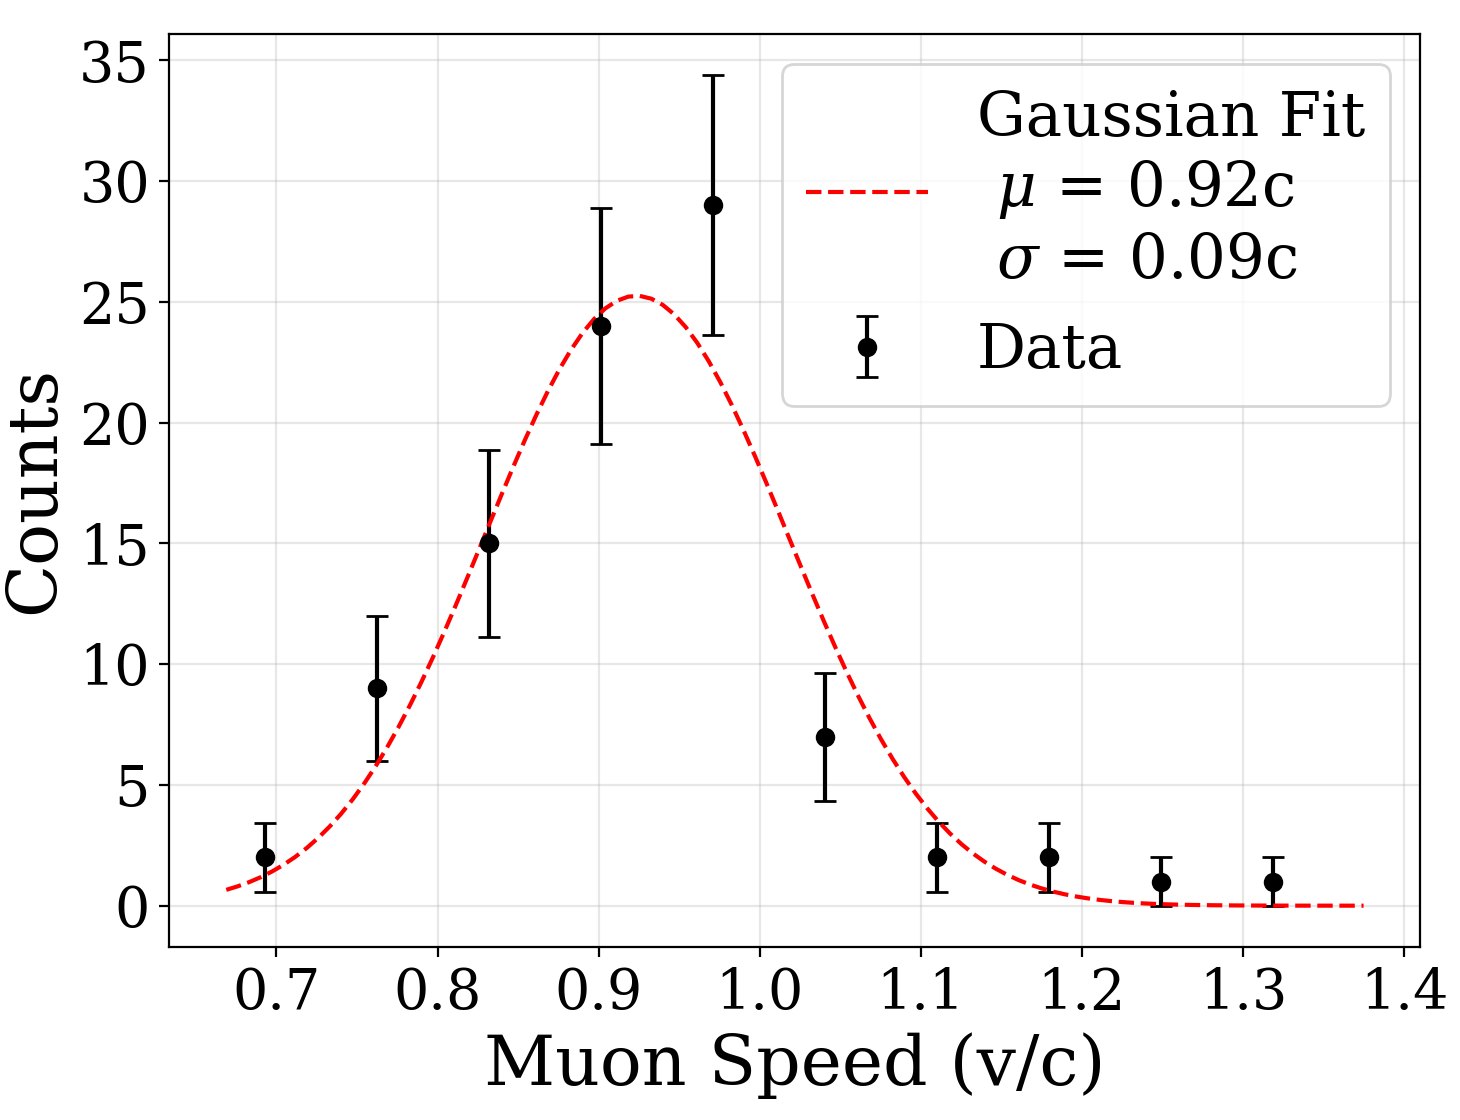 35
30
25
20
15
10
5
0
Counts
Gaussian Fit
μ = 0.92c
σ = 0.09c
Data
0.7 0.8 0.9 1.0 1.1 1.2 1.3 1.4
Muon Speed (v/c)